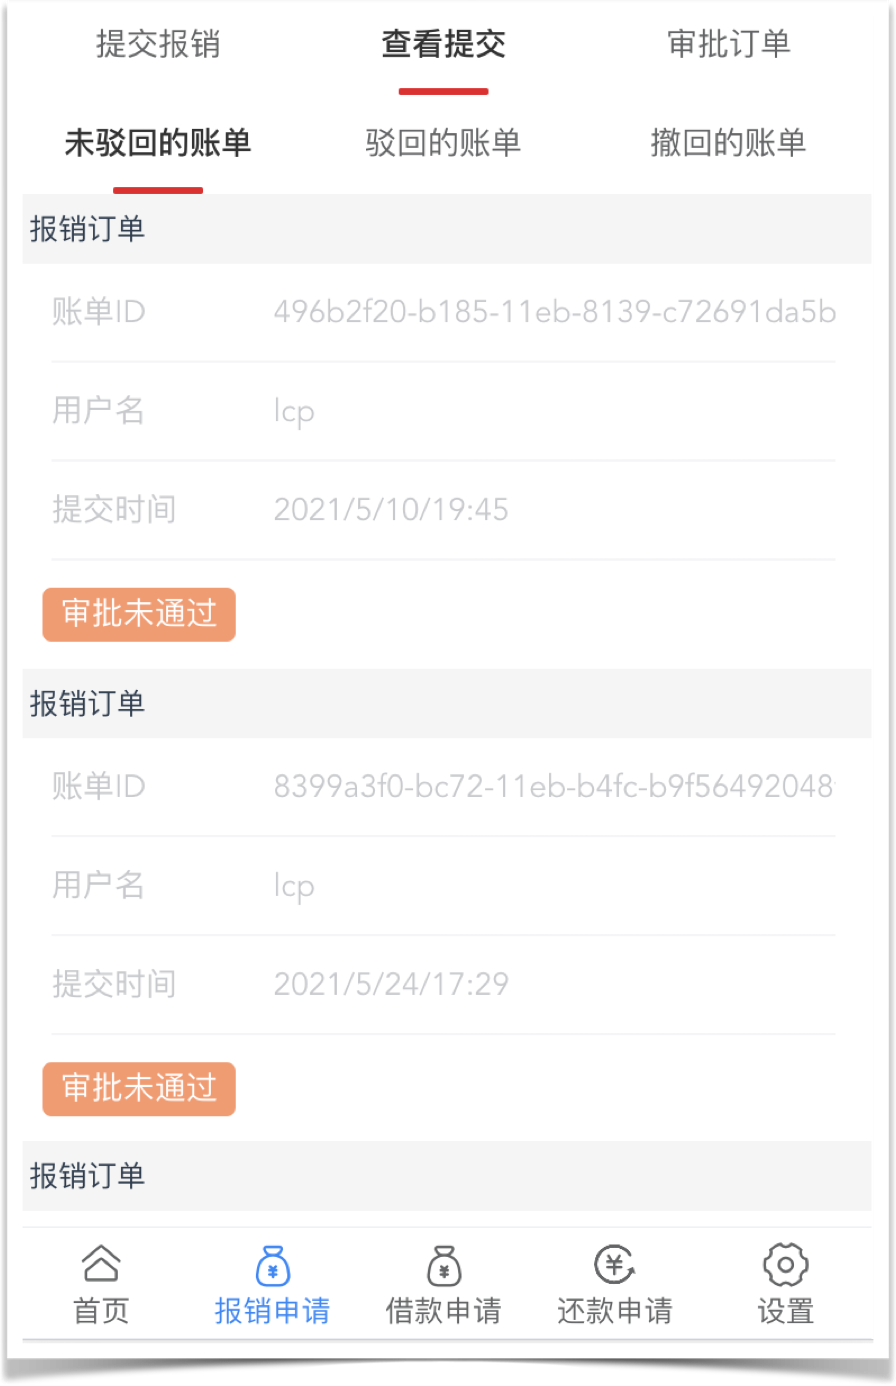 提交报销 查看提交 审批订单
未驳回的账单 驳回的账单 撤回的账单
报销订单
账单ID 496b2f20-b185-11eb-8139-c72691da5b
用户名 lcp
提交时间 2021/5/10/19:45
审批未通过
报销订单
账单ID 8399a3f0-bc72-11eb-b4fc-b9f56492048
用户名 lcp
提交时间 2021/5/24/17:29
审批未通过
报销订单
首页 报销申请 借款申请 还款申请 设置